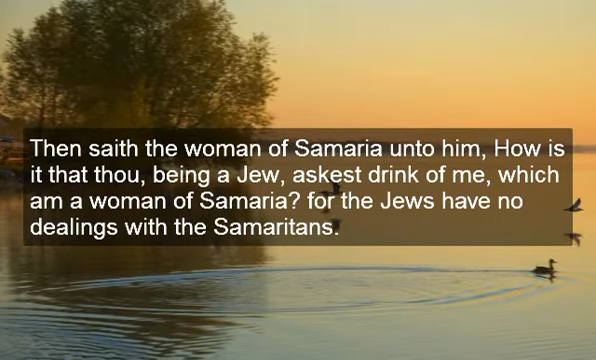 Then saith the woman of Samaria unto him, How is
it that thou, being a Jew, askest drink of me, which
am a woman of Samaria? for the Jews have no
dealings with the Samaritans.